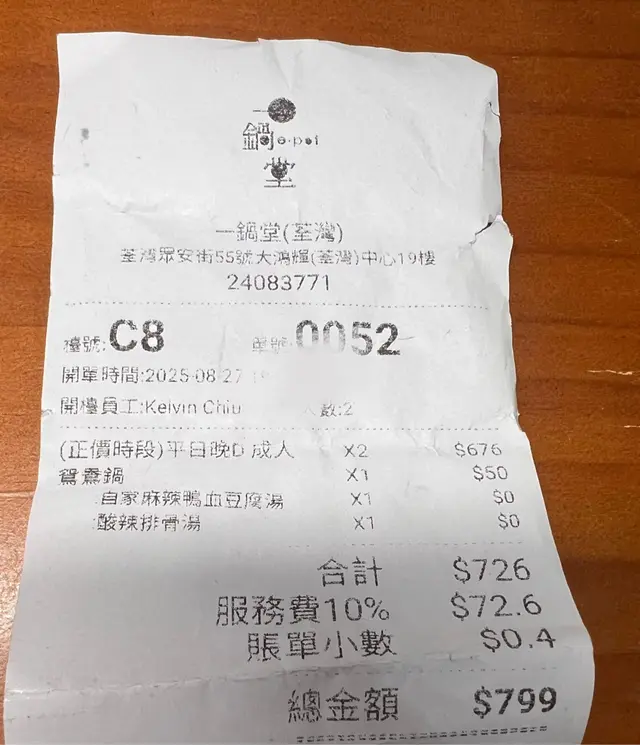 一
鍋 e·pot
堂
一鍋堂(荃灣)
荃灣眾安街55號大鴻輝(荃灣)中心19樓
24083771
檯號:C8 單號:0052
開單時間:2025-08-27
開檯員工:Kelvin Chiu 人數:2
(正價時段)平日晚D 成人 X2 $676
鴛鴦鍋 X1 $50
自家麻辣鴨血豆腐湯 X1 $0
酸辣排骨湯 X1 $0
合計 $726
服務費10% $72.6
賬單小數 $0.4
總金額 $799